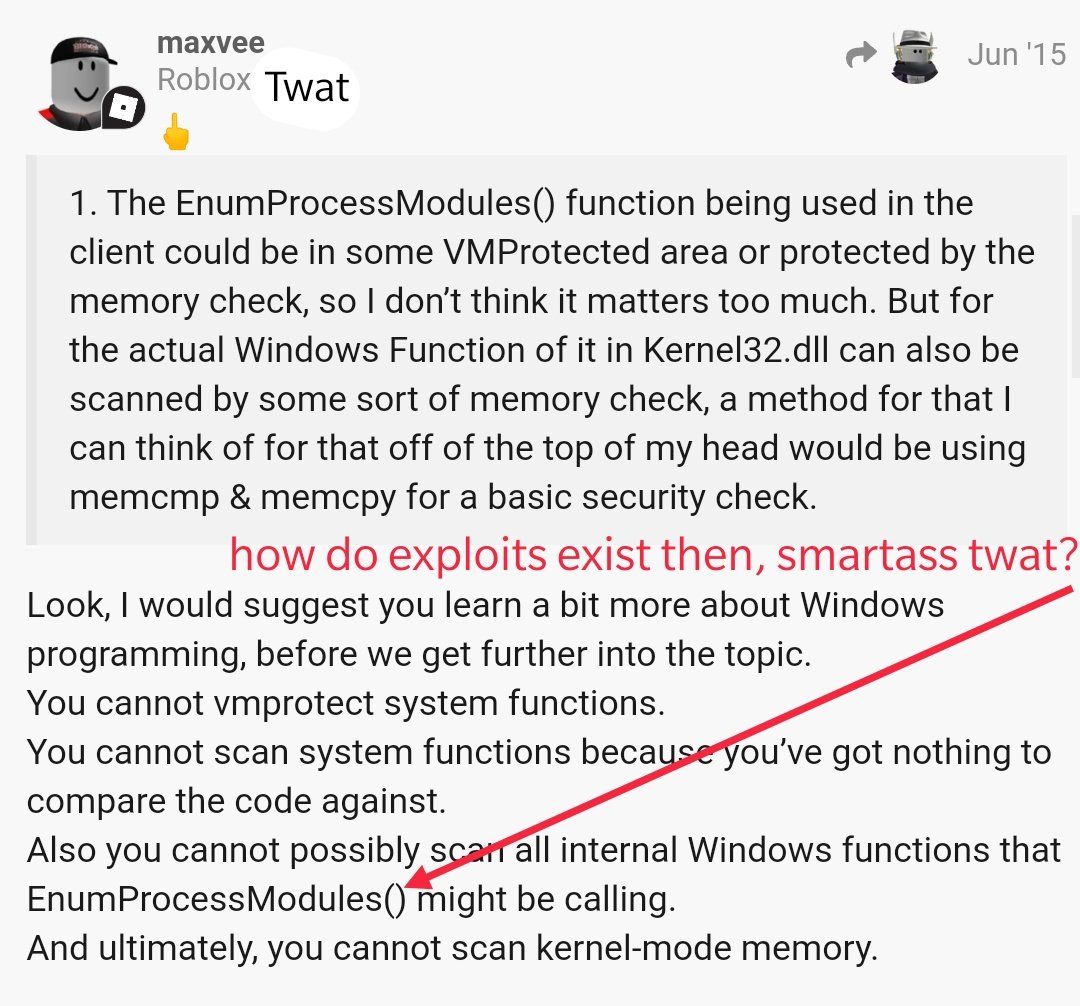 maxvee
Roblox Twat
Jun '15
1. The EnumProcessModules() function being used in the
client could be in some VMProtected area or protected by the
memory check, so I don’t think it matters too much. But for
the actual Windows Function of it in Kernel32.dll can also be
scanned by some sort of memory check, a method for that I
can think of for that off of the top of my head would be using
memcmp & memcpy for a basic security check.
how do exploits exist then, smartass twat?
Look, I would suggest you learn a bit more about Windows
programming, before we get further into the topic.
You cannot vmprotect system functions.
You cannot scan system functions because you’ve got nothing to
compare the code against.
Also you cannot possibly scan all internal Windows functions that
EnumProcessModules() might be calling.
And ultimately, you cannot scan kernel-mode memory.